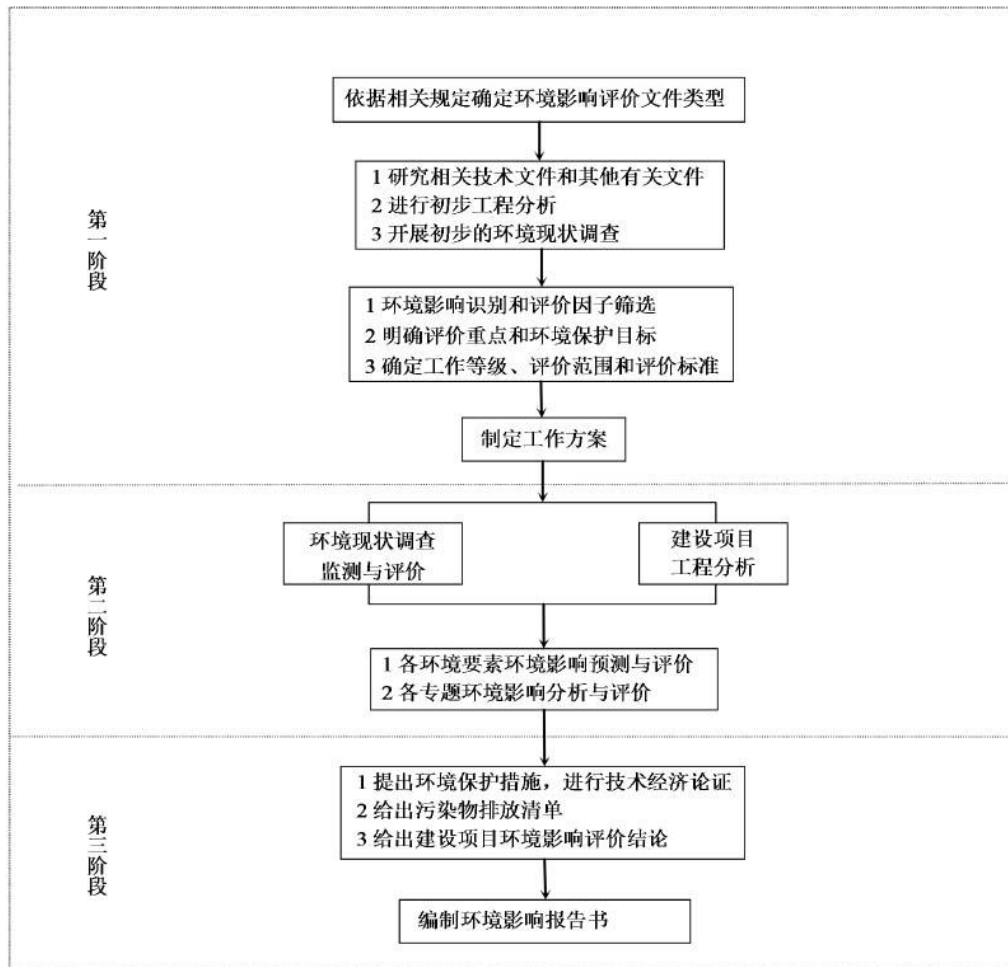 依据相关规定确定环境影响评价文件类型
1 研究相关技术文件和其他有关文件
2 进行初步工程分析
3 开展初步的环境现状调查
第一阶段
1 环境影响识别和评价因子筛选
2 明确评价重点和环境保护目标
3 确定工作等级、评价范围和评价标准
制定工作方案
环境现状调查
监测与评价
建设项目
工程分析
第二阶段
1 各环境要素环境影响预测与评价
2 各专题环境影响分析与评价
1 提出环境保护措施，进行技术经济论证
2 给出污染物排放清单
3 给出建设项目环境影响评价结论
第三阶段
编制环境影响报告书